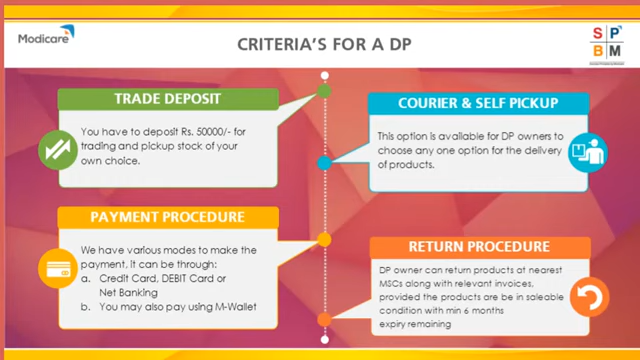 Modicare
CRITERIA'S FOR A DP
S P
B M
TRADE DEPOSIT
You have to deposit Rs. 50000/- for
trading and pickup stock of your
own choice.
COURIER & SELF PICKUP
This option is available for DP owners to
choose any one option for the delivery
of products.
PAYMENT PROCEDURE
We have various modes to make the
payment, it can be through:
a. Credit Card, DEBIT Card or
Net Banking
b. You may also pay using M-Wallet
RETURN PROCEDURE
DP owner can return products at nearest
MSCs along with relevant invoices,
provided the products are be in saleable
condition with min 6 months
expiry remaining